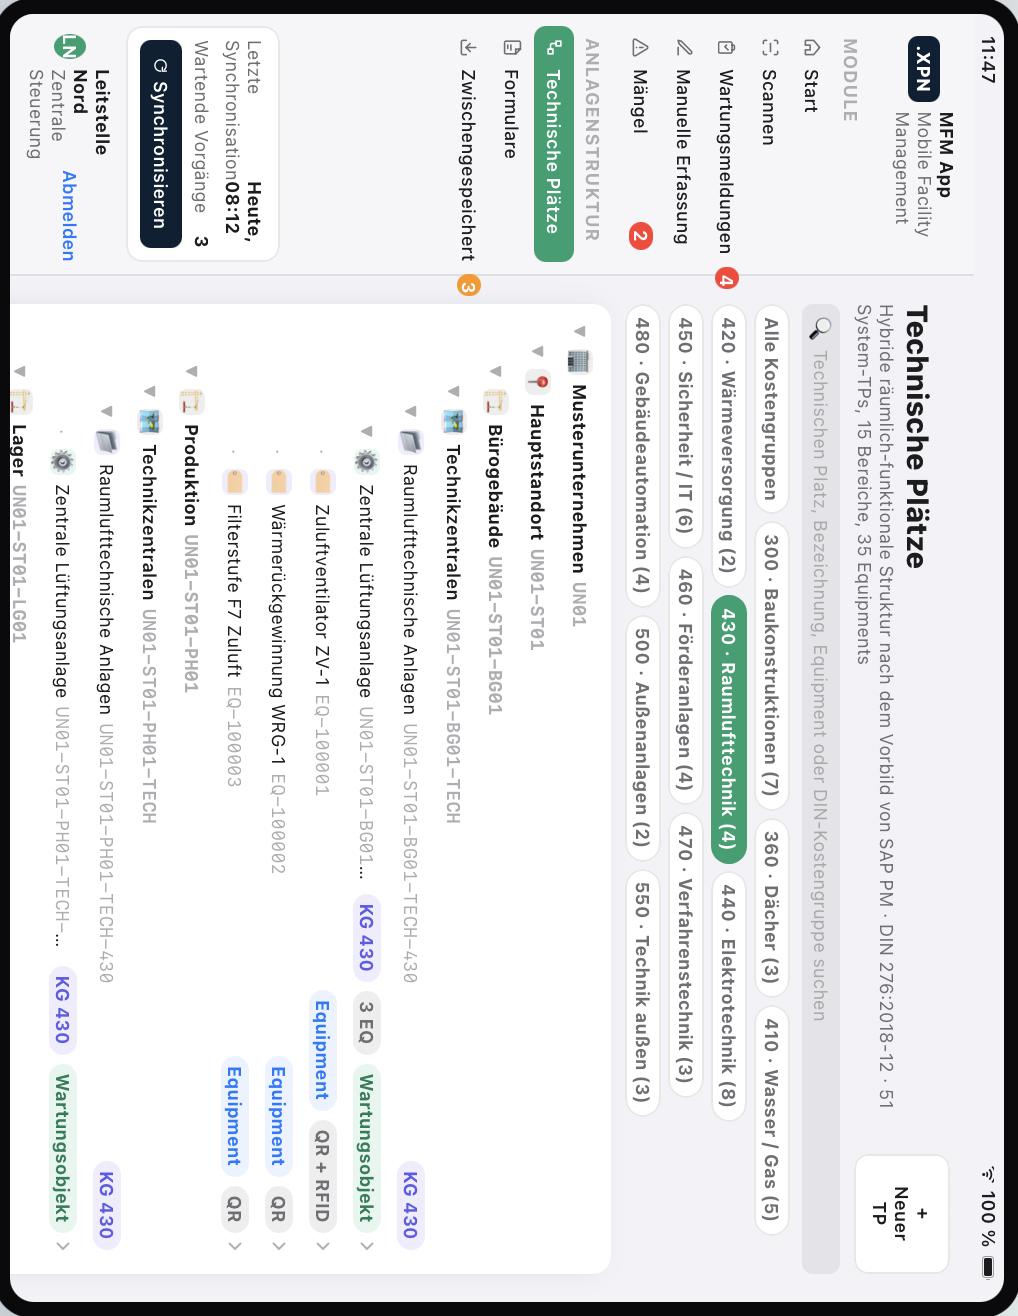 11:47
100 %
.XPN
MFM App
Mobile Facility
Management
MODULE
Start
Scannen
Wartungsmeldungen 4
Manuelle Erfassung
Mängel 2
ANLAGENSTRUKTUR
Technische Plätze
Formulare
Zwischengespeichert 3
Letzte
Synchronisation
Heute,
08:12
Wartende Vorgänge 3
Synchronisieren
LN
Leitstelle
Nord
Zentrale
Steuerung
Abmelden
Technische Plätze
Hybride räumlich-funktionale Struktur nach dem Vorbild von SAP PM · DIN 276:2018-12 · 51
System-TPs, 15 Bereiche, 35 Equipments
+
Neuer
TP
Technischen Platz, Bezeichnung, Equipment oder DIN-Kostengruppe suchen
Alle Kostengruppen 300 · Baukonstruktionen (7) 360 · Dächer (3) 410 · Wasser / Gas (5)
420 · Wärmeversorgung (2) 430 · Raumlufttechnik (4) 440 · Elektrotechnik (8)
450 · Sicherheit / IT (6) 460 · Förderanlagen (4) 470 · Verfahrenstechnik (3)
480 · Gebäudeautomation (4) 500 · Außenanlagen (2) 550 · Technik außen (3)
Musterunternehmen UN01
Hauptstandort UN01-ST01
Bürogebäude UN01-ST01-BG01
Technikzentralen UN01-ST01-BG01-TECH
Raumlufttechnische Anlagen UN01-ST01-BG01-TECH-430 KG 430
Zentrale Lüftungsanlage UN01-ST01-BG01… KG 430 3 EQ Wartungsobjekt
Zuluftventilator ZV-1 EQ-100001 Equipment QR + RFID
Wärmerückgewinnung WRG-1 EQ-100002 Equipment QR
Filterstufe F7 Zuluft EQ-100003 Equipment QR
Produktion UN01-ST01-PH01
Technikzentralen UN01-ST01-PH01-TECH
Raumlufttechnische Anlagen UN01-ST01-PH01-TECH-430 KG 430
Zentrale Lüftungsanlage UN01-ST01-PH01-TECH-… KG 430 Wartungsobjekt
Lager UN01-ST01-LG01